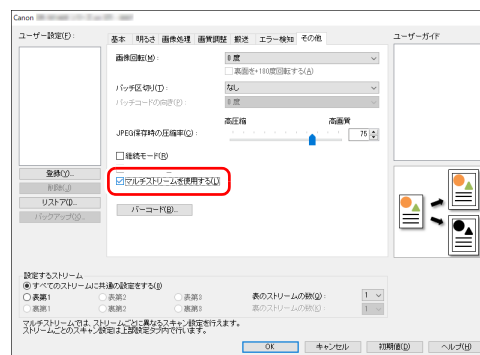 Canon
ユーザー設定(E):
基本 明るさ 画像処理 画質調整 搬送 エラー検知 その他
ユーザーガイド
画像回転(M):
0 度
裏面を+180度回転する(A)
バッチ区切り(T):
なし
バッチコードの向き(P):
0 度
高圧縮 高画質
JPEG保存時の圧縮率(Q):
75
継続モード(R)
マルチストリームを使用する(L)
バーコード(B)...
登録(Y)...
削除(J)
リストア(I)...
バックアップ(X)...
設定するストリーム
すべてのストリームに共通の設定をする(8)
表第1 表第2 表第3 表のストリームの数(O): 1
裏第1 裏第2 裏第3 裏のストリームの数(O): 1
マルチストリームでは、ストリームごとに異なるスキャン設定を行えます。
ストリームごとのスキャン設定は上部設定タブ内で行います。
OK キャンセル 初期値(D) ヘルプ(H)